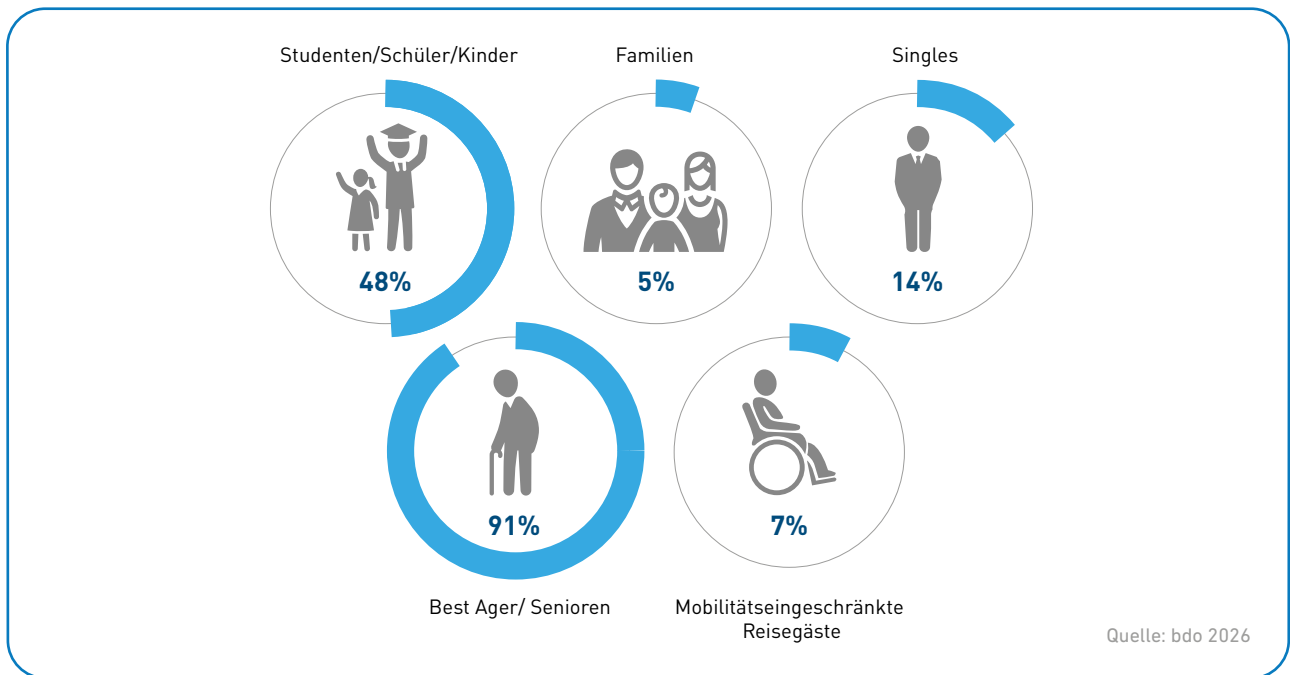 Studenten/Schüler/Kinder
48%
Familien
5%
Singles
14%
91%
Best Ager/ Senioren
7%
Mobilitätseingeschränkte
Reisegäste
Quelle: bdo 2026